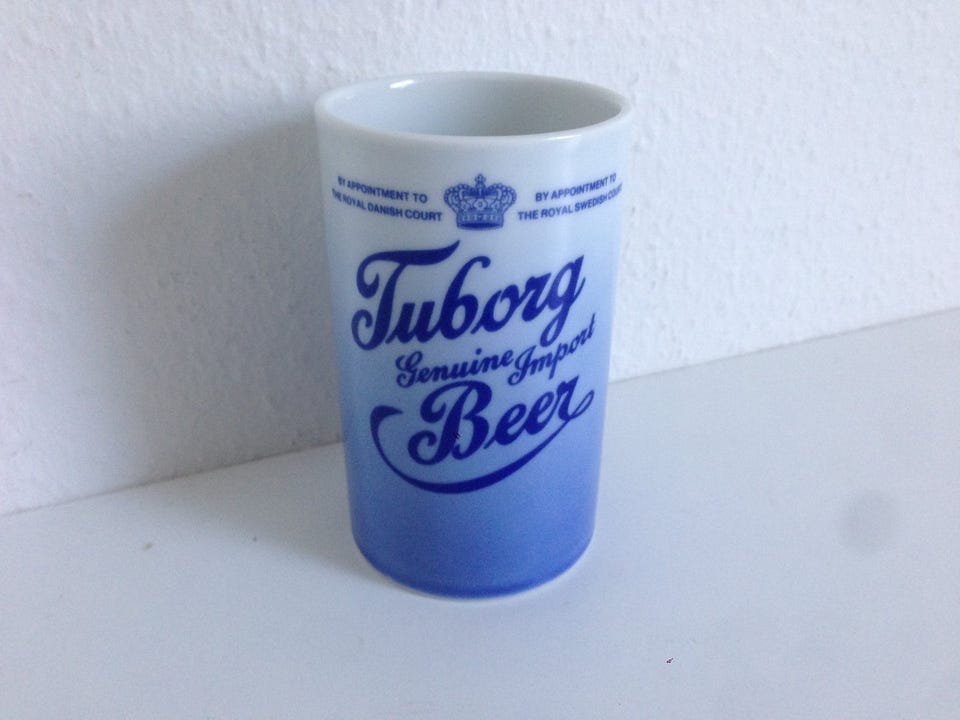 BY APPOINTMENT TO
THE ROYAL DANISH COURT
BY APPOINTMENT TO
THE ROYAL SWEDISH COURT
Tuborg
Genuine Import
Beer